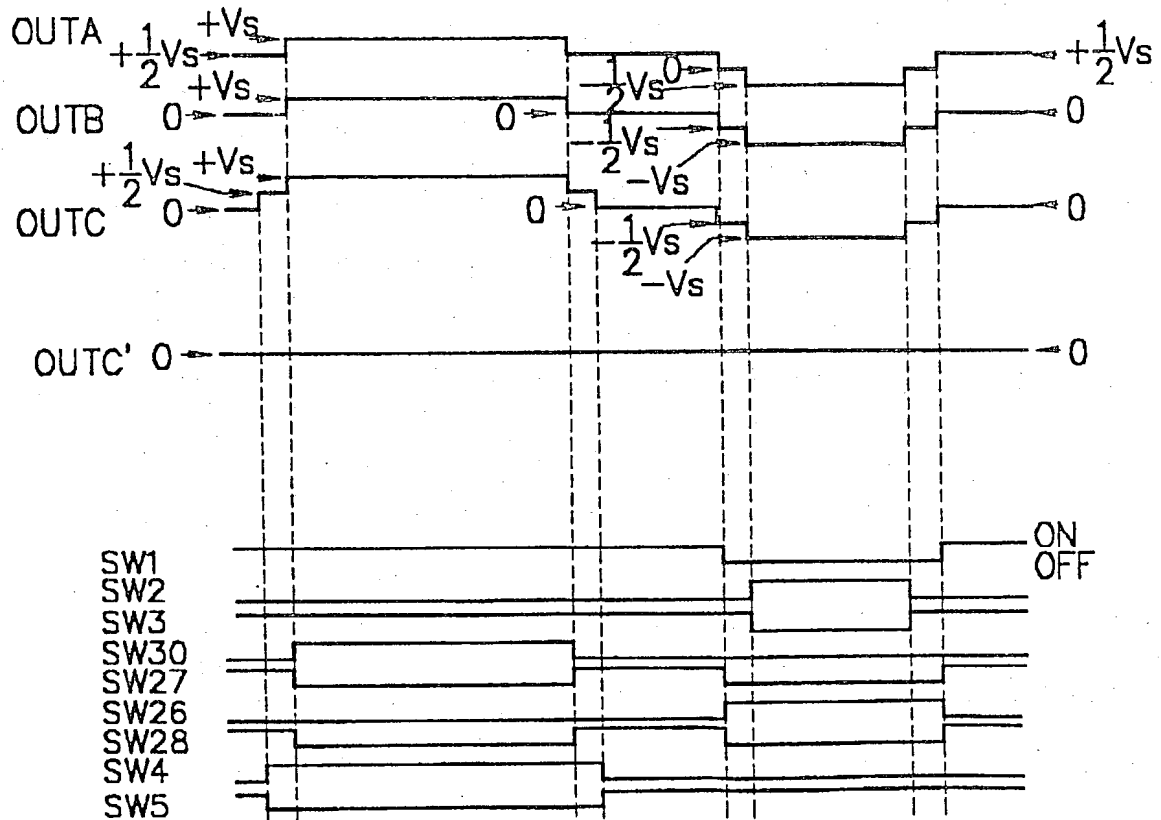 OUTA +Vs
+1/2Vs 0 -1/2Vs +1/2Vs
OUTB 0 +Vs 0 -1/2Vs -Vs 0
OUTC 0 +1/2Vs +Vs 0 -1/2Vs -Vs 0
OUTC' 0 0
SW1 ON
OFF
SW2
SW3
SW30
SW27
SW26
SW28
SW4
SW5